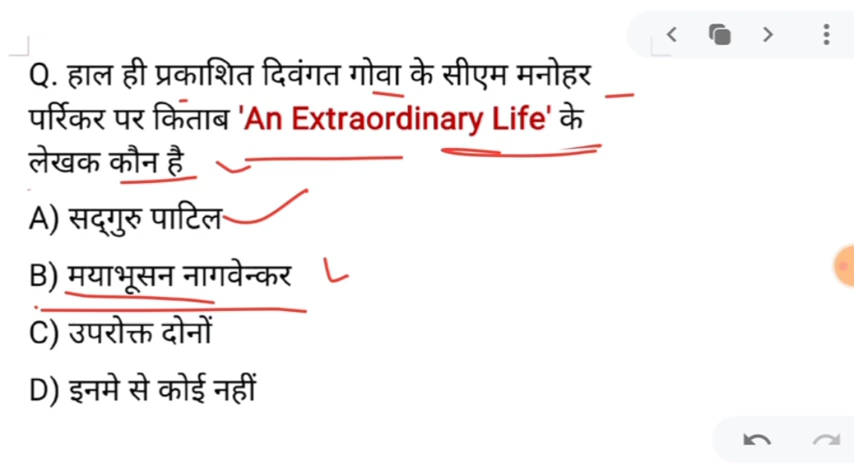 Q. हाल ही प्रकाशित दिवंगत गोवा के सीएम मनोहर
पर्रिकर पर किताब 'An Extraordinary Life' के
लेखक कौन है
A) सद्गुरु पाटिल
B) मयाभूसन नागवेन्कर
C) उपरोक्त दोनों
D) इनमे से कोई नहीं